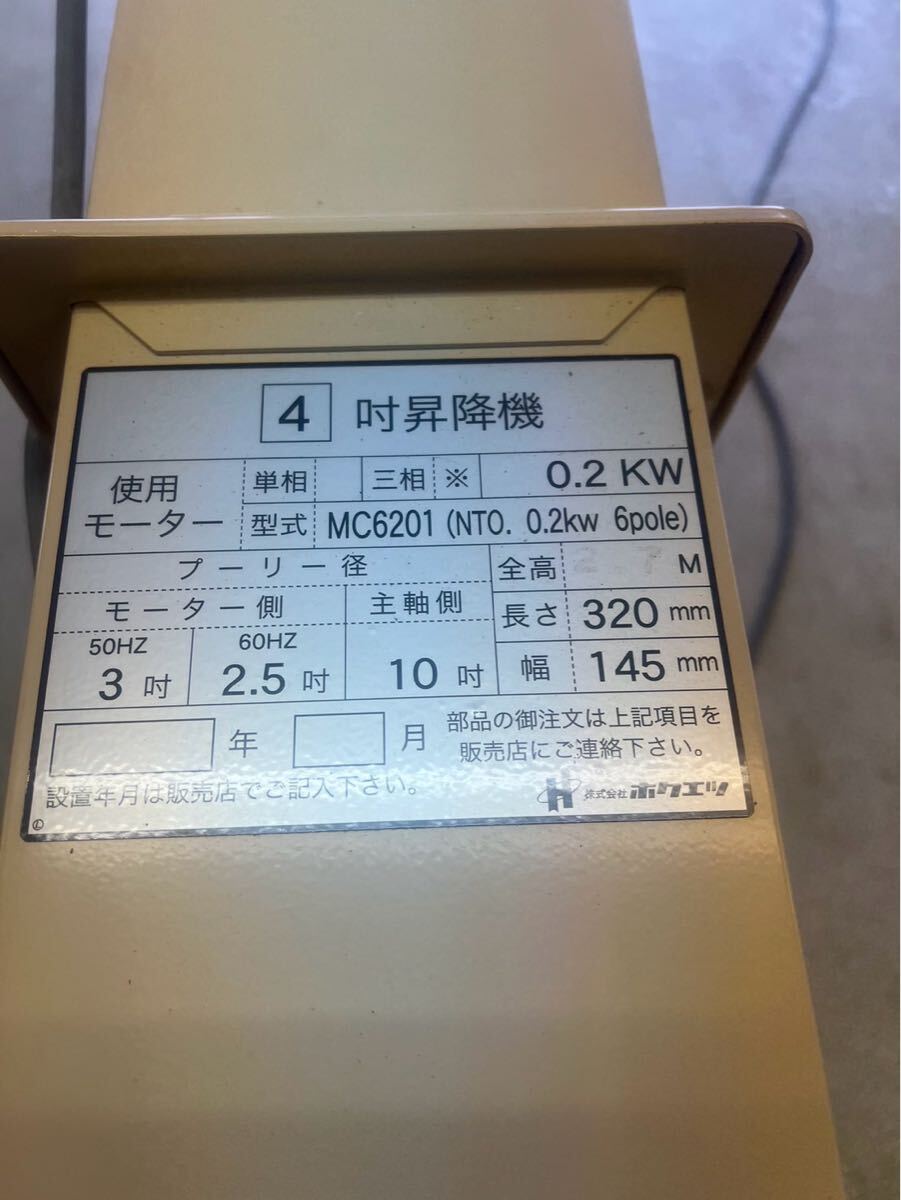 4 吋昇降機
使用モーター 単相 三相 ※ 0.2 KW
型式 MC6201 (NTO. 0.2kw 6pole)
プーリー径 全高 M
モーター側 主軸側 長さ 320 mm
50HZ 60HZ
3 吋 2.5 吋 10 吋 幅 145 mm
年 月 部品の御注文は上記項目を
販売店にご連絡下さい。
設置年月は販売店でご記入下さい。
H 株式会社 ホクエツ
Ⓛ